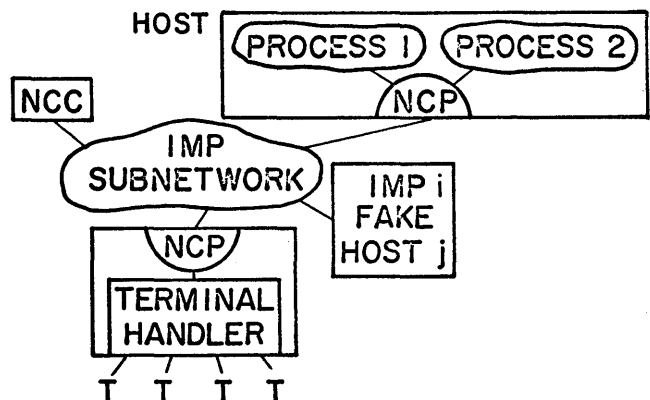 HOST
PROCESS 1
PROCESS 2
NCP
NCC
IMP
SUBNETWORK
IMP i
FAKE
HOST j
NCP
TERMINAL
HANDLER
T T T T